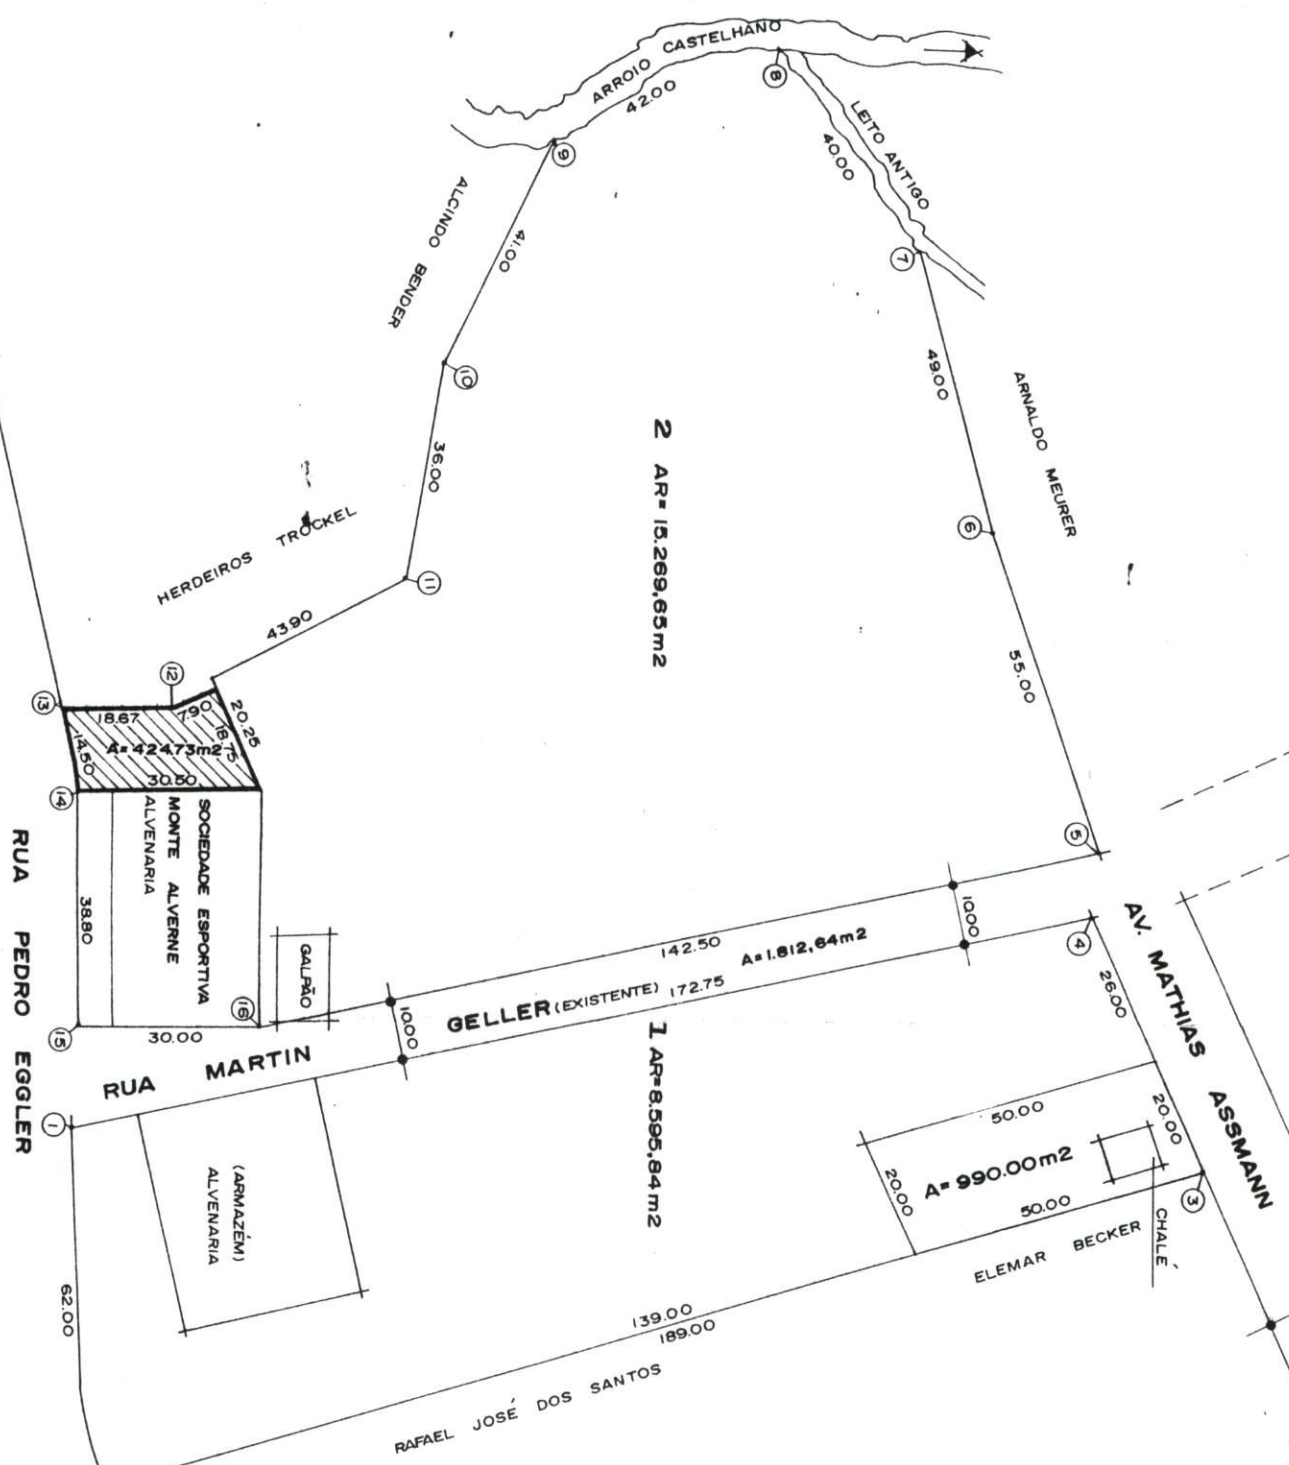 ARROIO CASTELHANO
42.00
8
LEITO ANTIGO
40.00
9
ALCINDO BENDER
41.00
7
49.00
ARNALDO MEURER
10
36.00
2 AR= 15.269,65m2
6
HERDEIROS TROCKEL
11
43.90
55.00
12
13
18.67
7.90
20.25
18.75
14.50
A= 424.73m2
30.50
14
SOCIEDADE ESPORTIVA
MONTE ALVERNE
ALVENARIA
38.80
RUA PEDRO EGGLER
GALPÃO
16
15
30.00
5
10.00
142.50
A=1.812,64m2
172.75
4
AV. MATHIAS ASSMANN
26.00
10.00
RUA MARTIN GELLER (EXISTENTE)
1 AR=8.595,84m2
1
50.00
20.00
A= 990.00m2
20.00
50.00
3
CHALÉ
ELEMAR BECKER
(ARMAZÉM)
ALVENARIA
62.00
139.00
189.00
RAFAEL JOSÉ DOS SANTOS